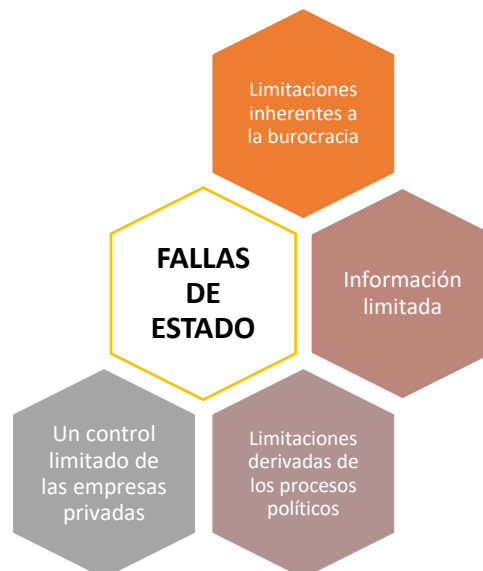 Limitaciones
inherentes a
la burocracia
FALLAS
DE
ESTADO
Información
limitada
Un control
limitado de
las empresas
privadas
Limitaciones
derivadas de
los procesos
políticos